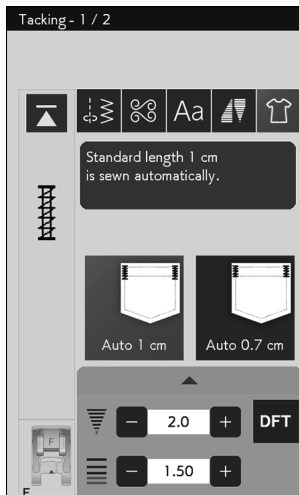 Tacking - 1 / 2
Aa
Standard length 1 cm
is sewn automatically.
Auto 1 cm
Auto 0.7 cm
2.0
DFT
F
1.50
F